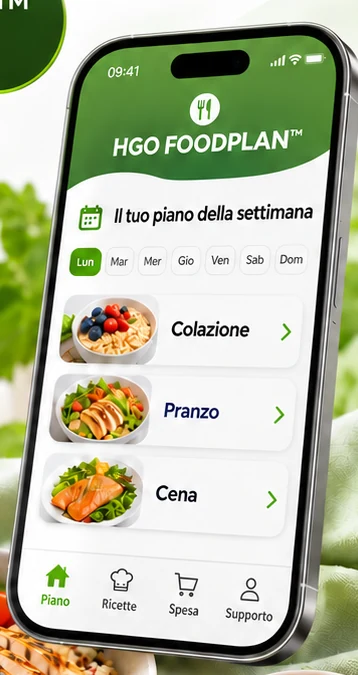 TM
09:41
HGO FOODPLAN™
Il tuo piano della settimana
Lun Mar Mer Gio Ven Sab Dom
Colazione
Pranzo
Cena
Piano Ricette Spesa Supporto